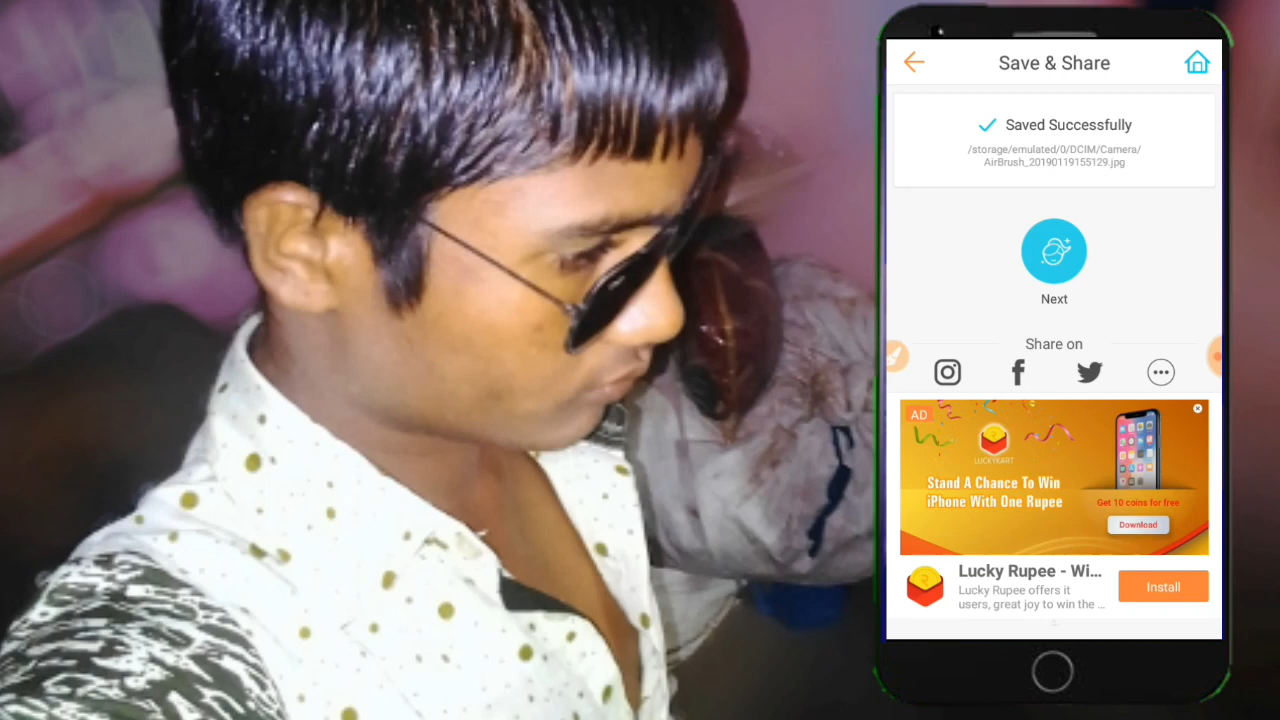 Save & Share
Saved Successfully
/storage/emulated/0/DCIM/Camera/
AirBrush_20190119155129.jpg
Next
Share on
AD
LUCKYKART
Stand A Chance To Win
iPhone With One Rupee
Get 10 coins for free
Download
Lucky Rupee - Wi...
Lucky Rupee offers it
users, great joy to win the ...
Install